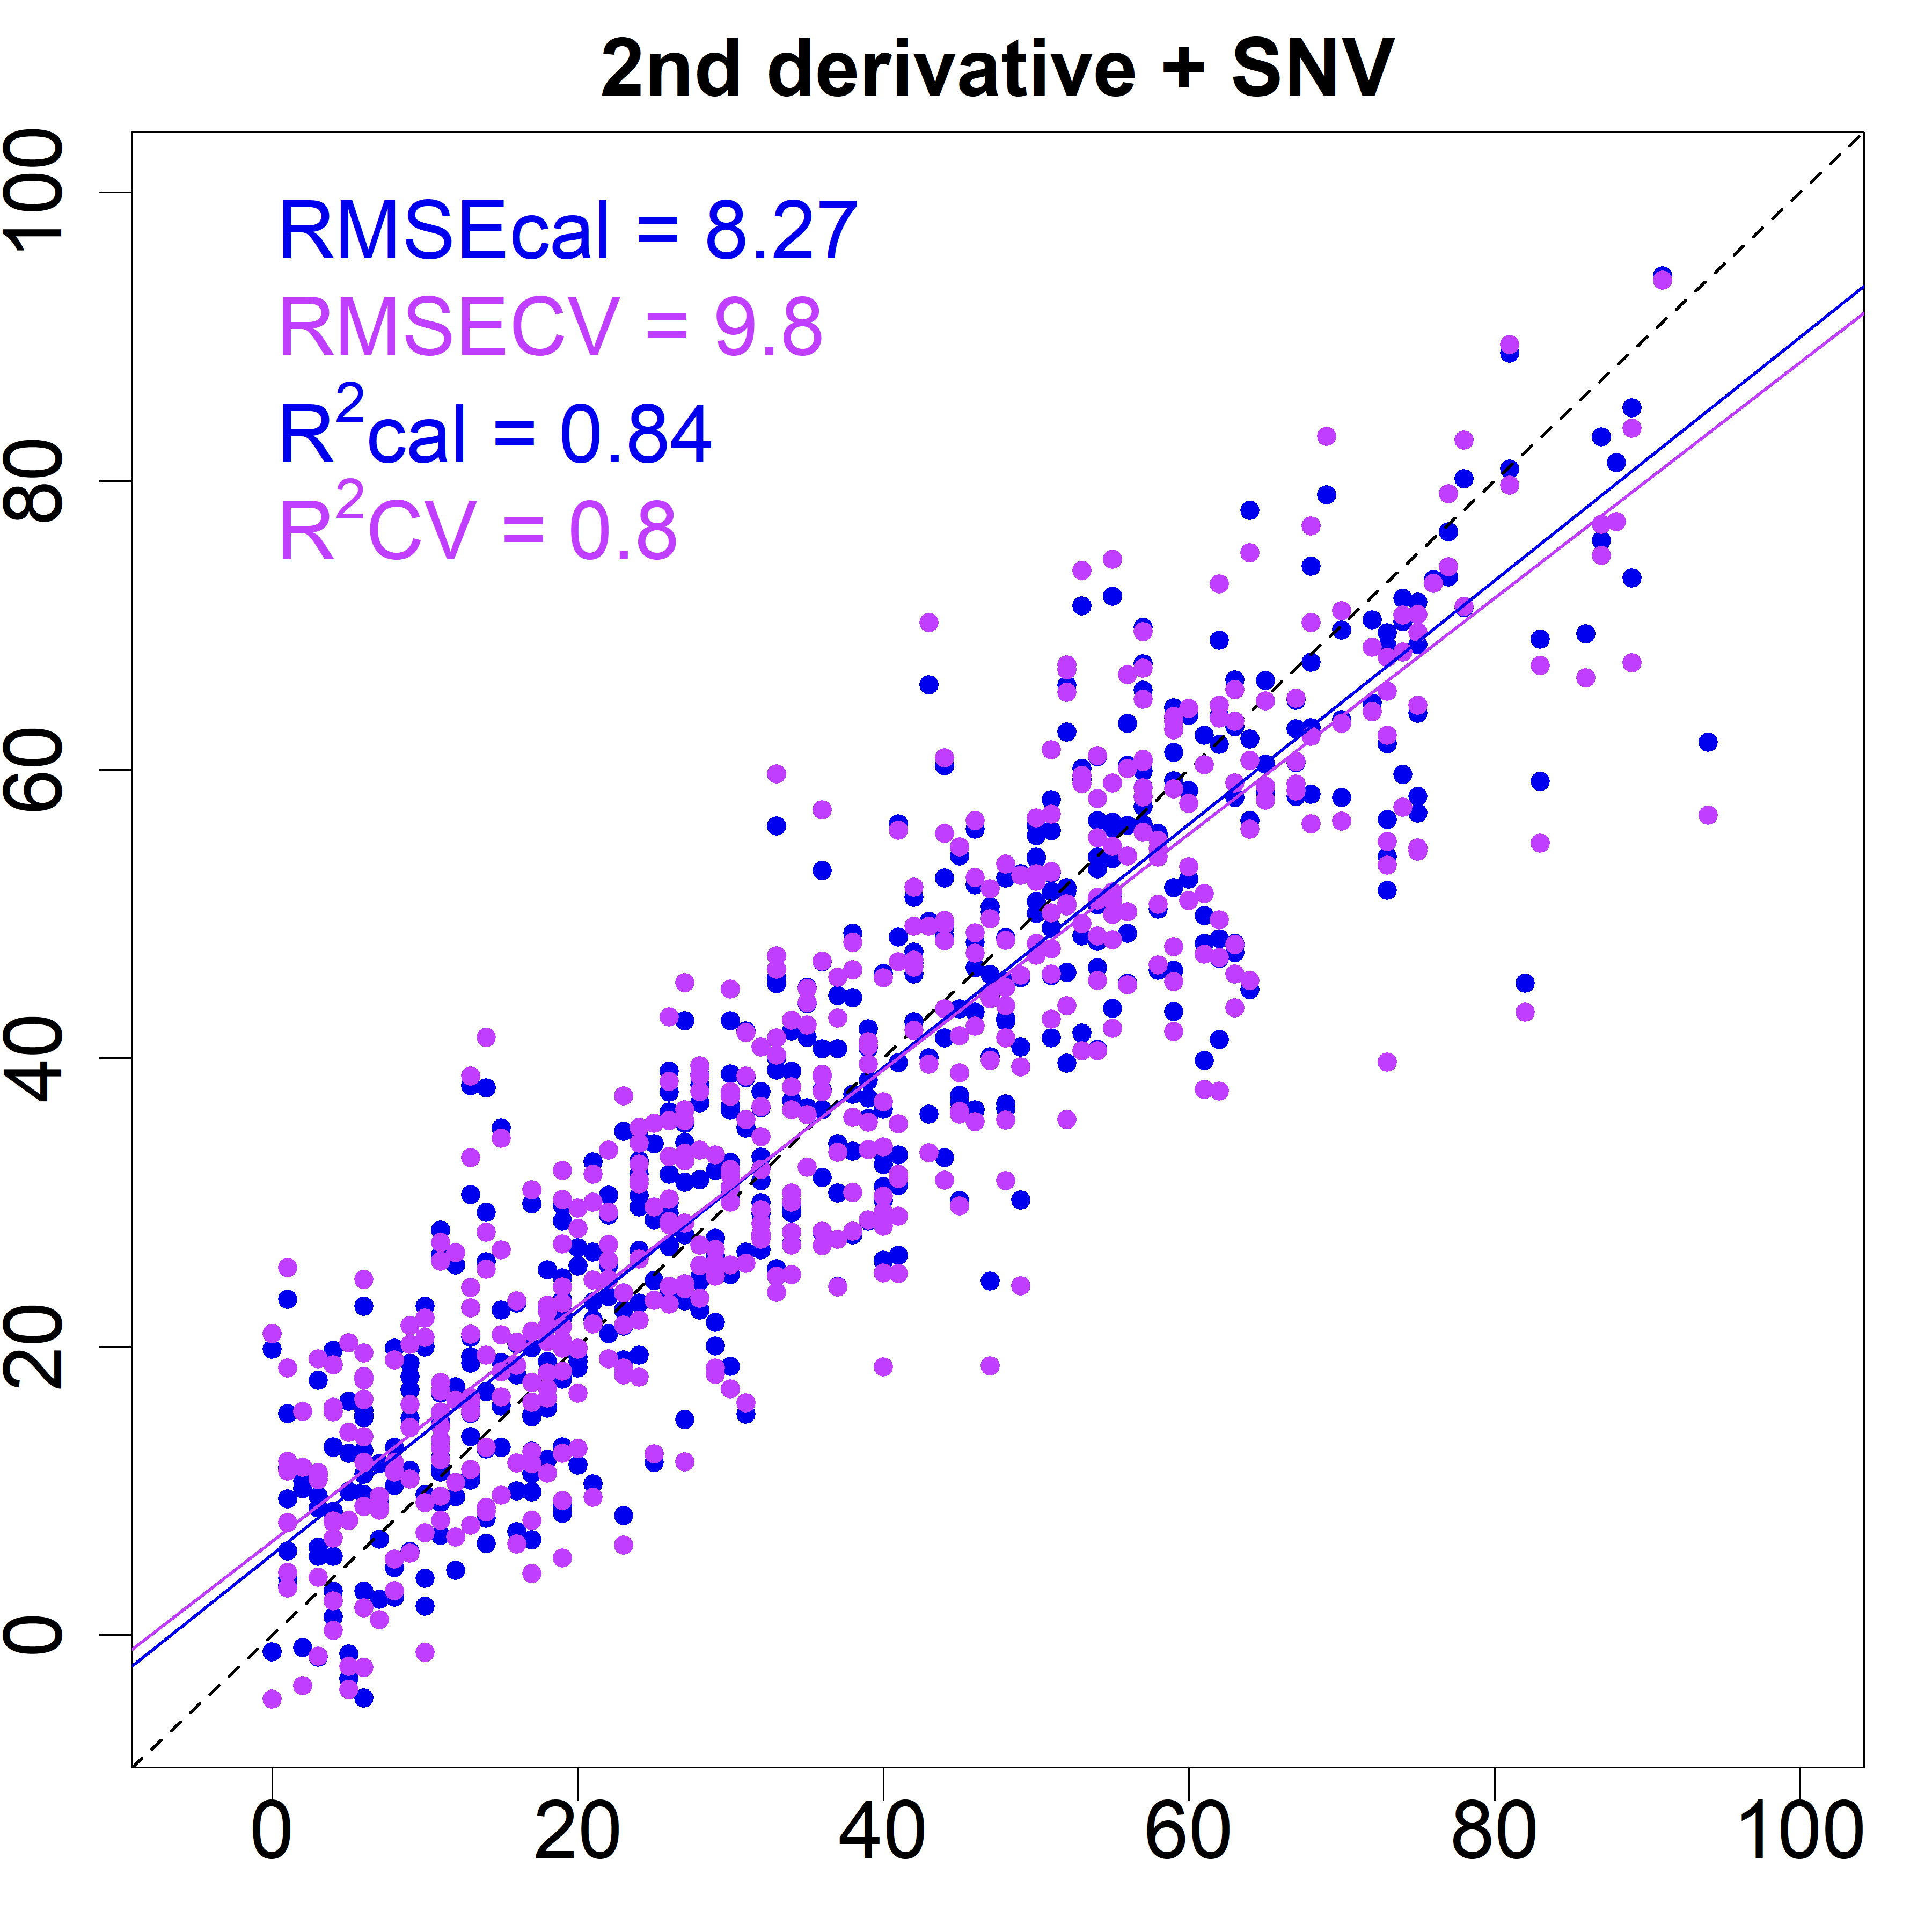 2nd derivative + SNV
100
80
60
40
20
0
RMSEcal = 8.27
RMSECV = 9.8
R²cal = 0.84
R²CV = 0.8
0 20 40 60 80 100